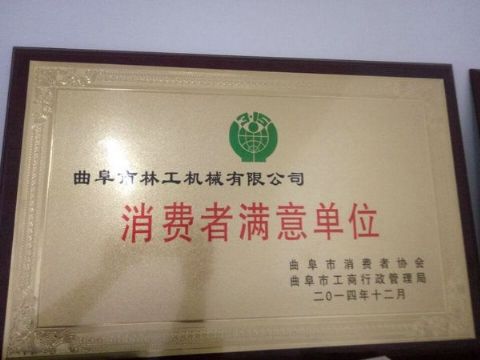 3·15
曲阜市林工机械有限公司
消费者满意单位
曲阜市消费者协会
曲阜市工商行政管理局
二〇一四年十二月